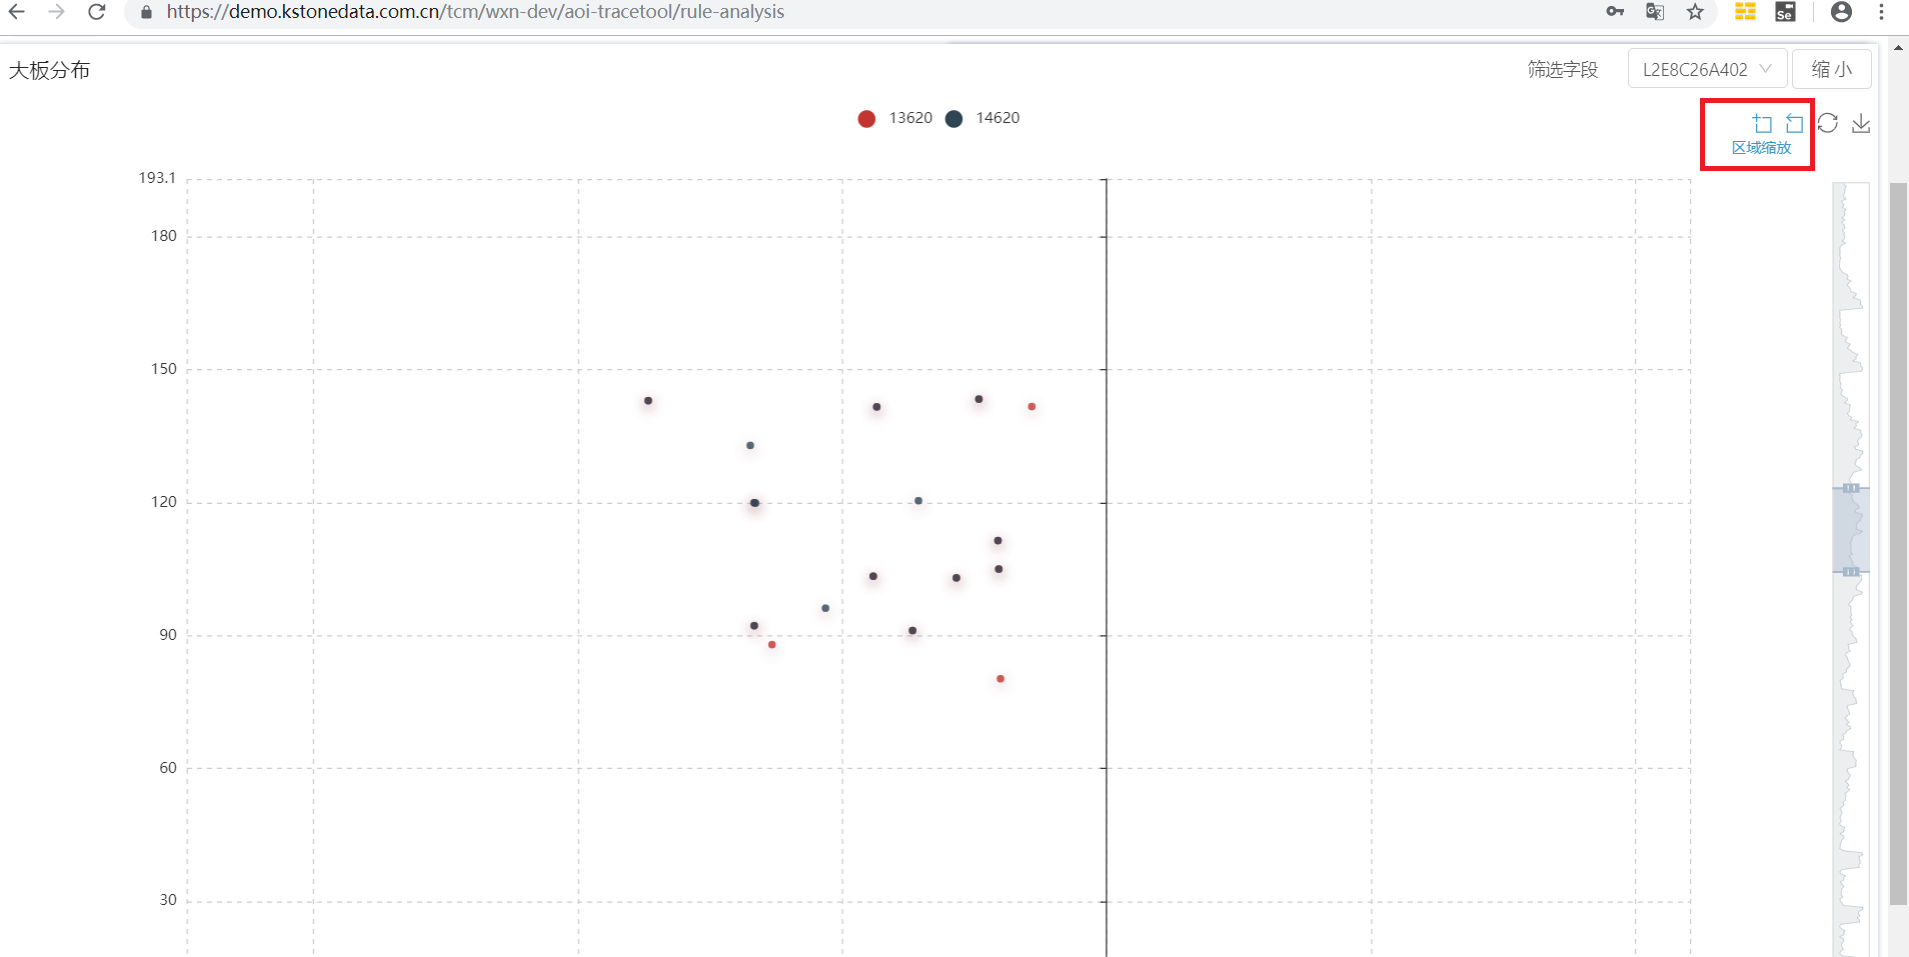 https://demo.kstonedata.com.cn/tcm/wxn-dev/aoi-tracetool/rule-analysis
Se
大板分布
筛选字段
L2E8C26A402
缩 小
13620
14620
区域缩放
193.1
180
150
120
90
60
30